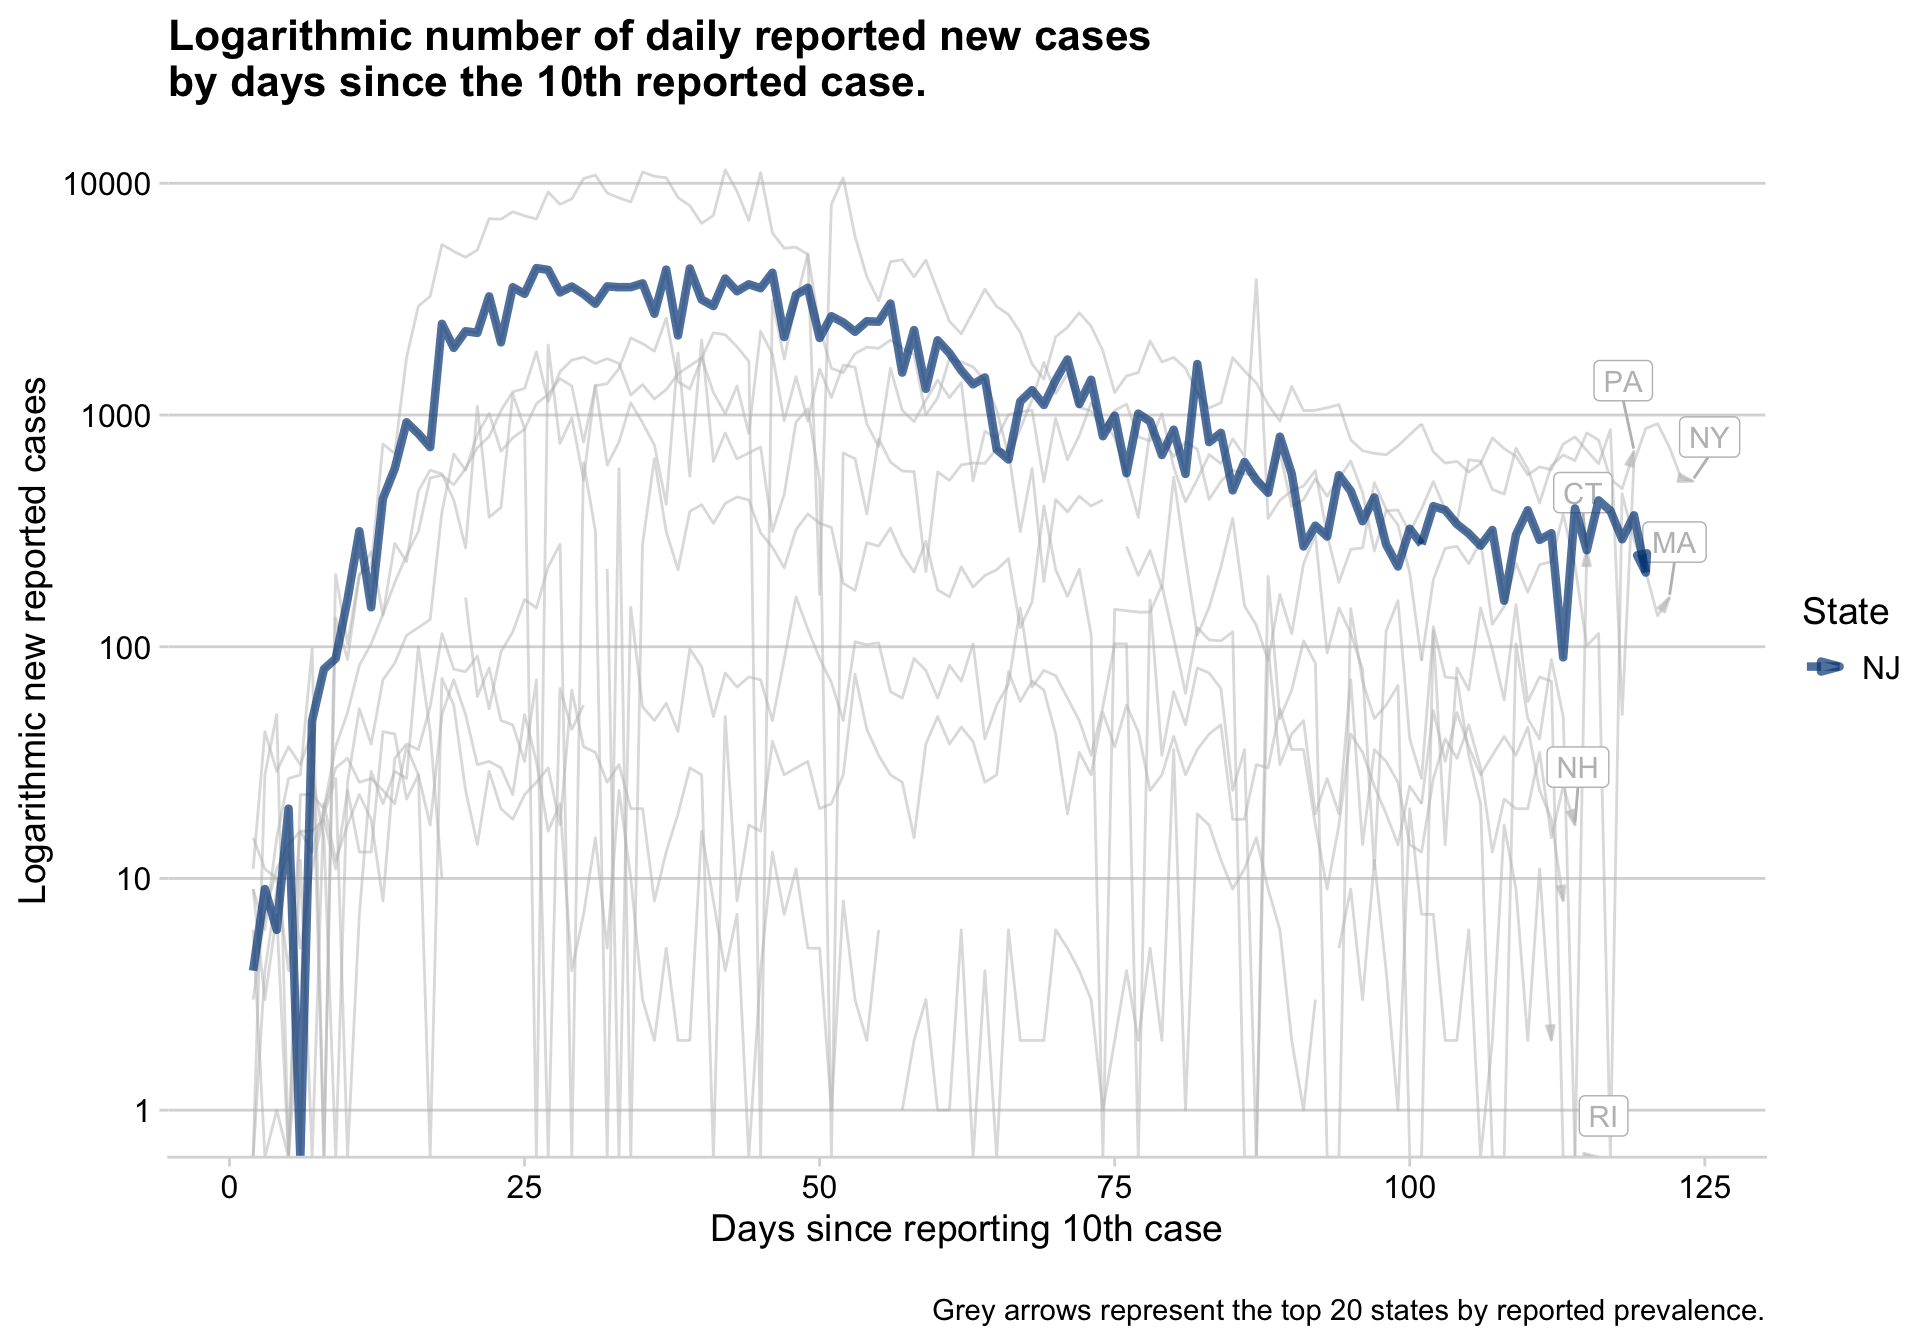 Logarithmic number of daily reported new cases
by days since the 10th reported case.
Logarithmic new reported cases
10000
1000
100
10
1
PA
NY
CT
MA
NH
RI
State
NJ
0 25 50 75 100 125
Days since reporting 10th case
Grey arrows represent the top 20 states by reported prevalence.